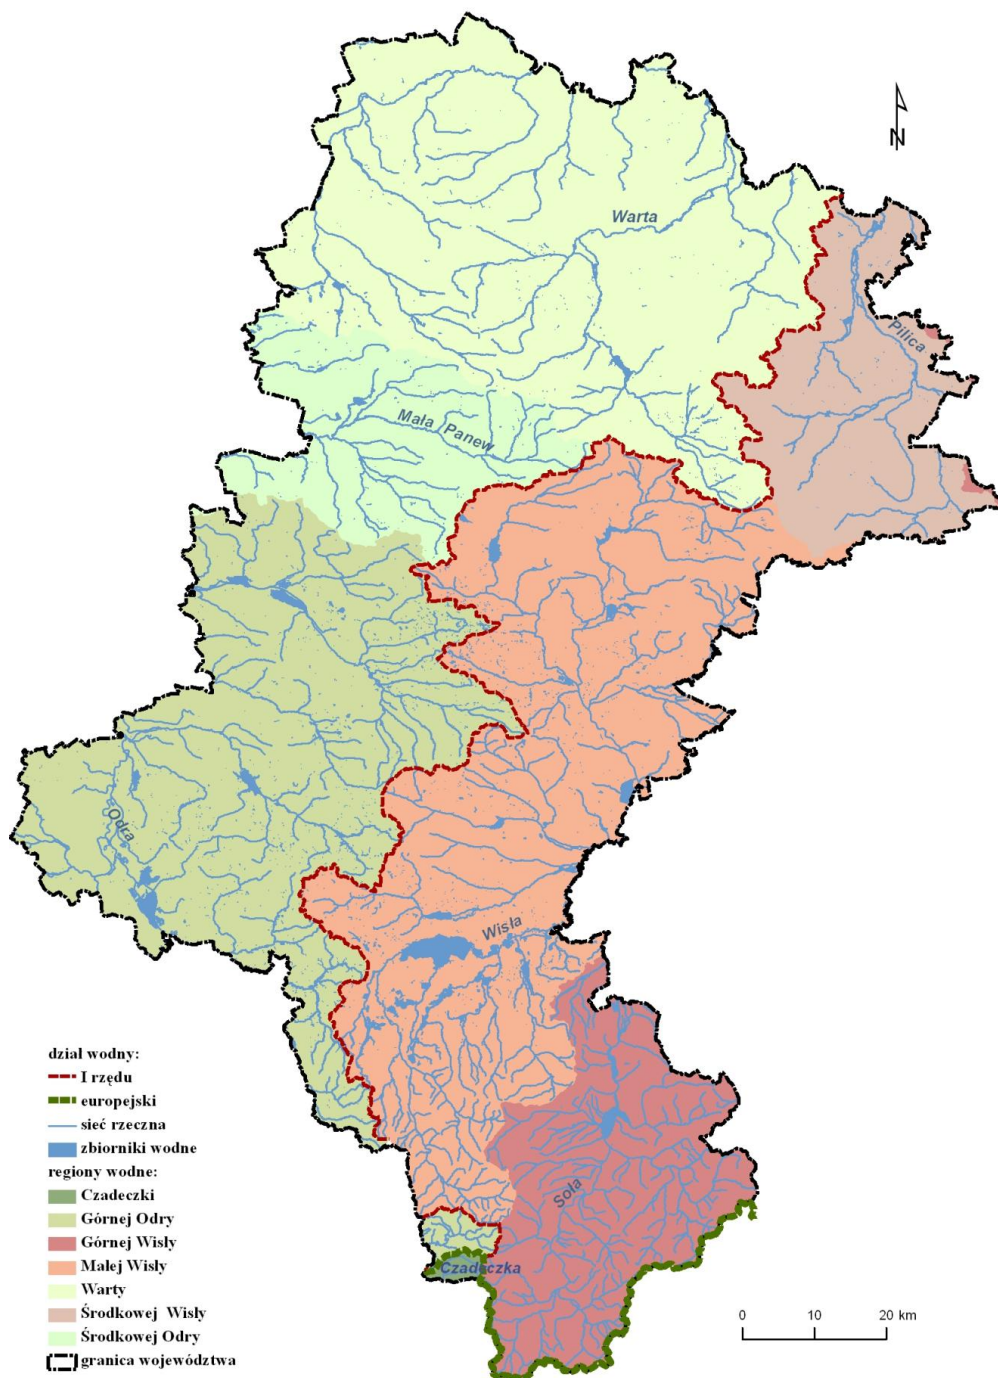 N
Warta
Pilica
Mała Panew
Odra
Wisła
Soła
Czadeczka
dział wodny:
I rzędu
europejski
sieć rzeczna
zbiorniki wodne
regiony wodne:
Czadeczki
Górnej Odry
Górnej Wisły
Małej Wisły
Warty
Środkowej Wisły
Środkowej Odry
granica województwa
0 10 20 km